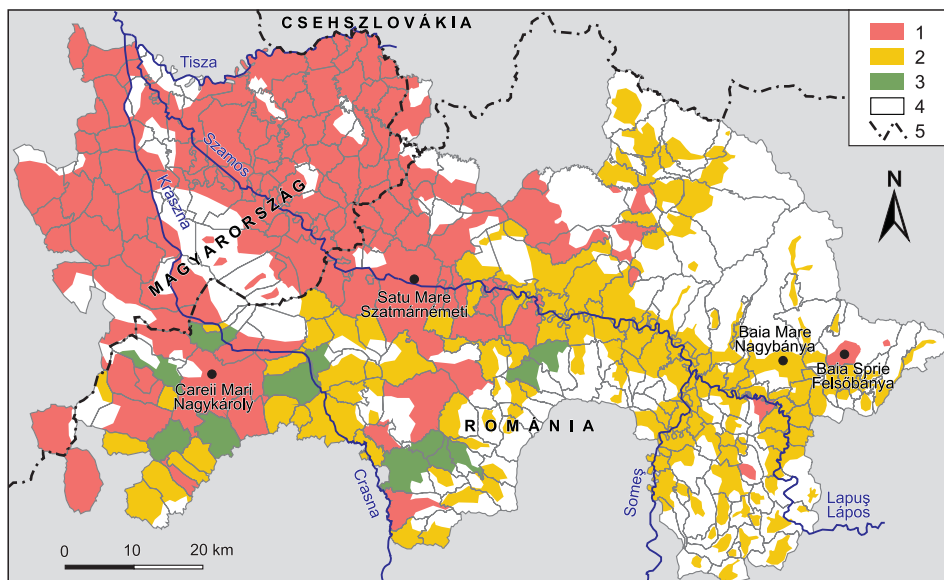 CSEHSZLOVÁKIA
1
2
3
4
5
Tisza
Szamos
Kraszna
MAGYARORSZÁG
N
Satu Mare
Szatmárnémeti
Baia Mare
Nagybánya
Baia Sprie
Felsőbánya
Careii Mari
Nagykároly
ROMÁNIA
Crasna
Someș
Lapuș
Lápos
0 10 20 km